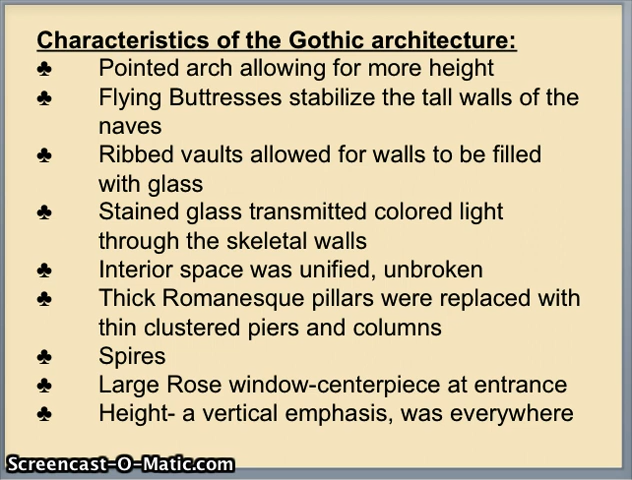 Characteristics of the Gothic architecture:
♣ Pointed arch allowing for more height
♣ Flying Buttresses stabilize the tall walls of the
naves
♣ Ribbed vaults allowed for walls to be filled
with glass
♣ Stained glass transmitted colored light
through the skeletal walls
♣ Interior space was unified, unbroken
♣ Thick Romanesque pillars were replaced with
thin clustered piers and columns
♣ Spires
♣ Large Rose window-centerpiece at entrance
♣ Height- a vertical emphasis, was everywhere
Screencast-O-Matic.com